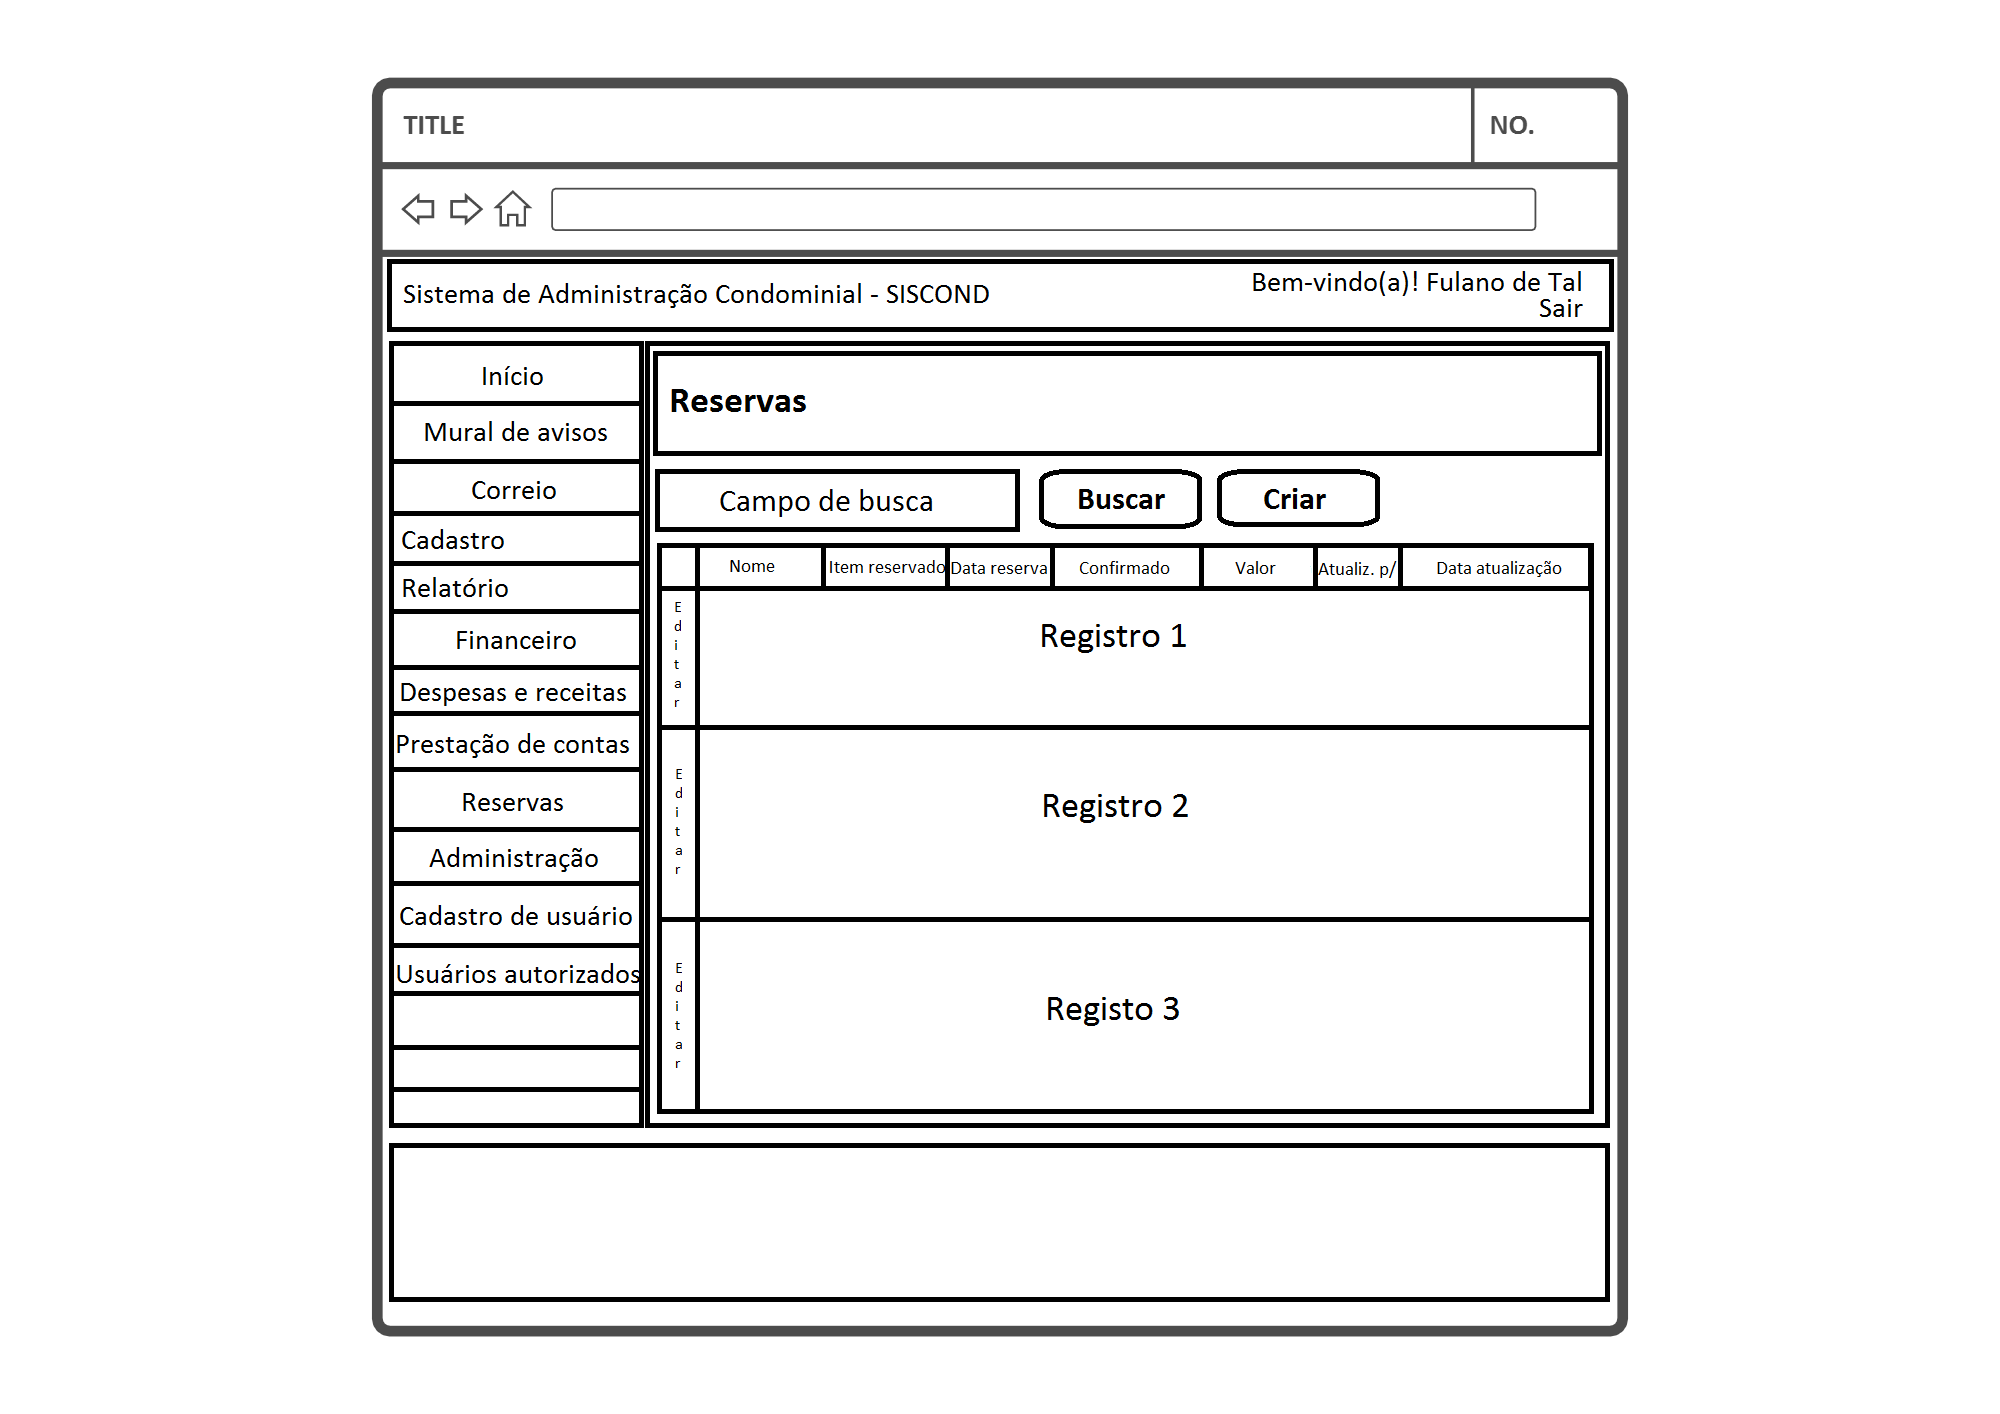 TITLE
NO.
Sistema de Administração Condominial - SISCOND
Bem-vindo(a)! Fulano de Tal
Sair
Início
Mural de avisos
Correio
Cadastro
Relatório
Financeiro
Despesas e receitas
Prestação de contas
Reservas
Administração
Cadastro de usuário
Usuários autorizados
Reservas
Campo de busca
Buscar
Criar
Nome
Item reservado
Data reserva
Confirmado
Valor
Atualiz. p/
Data atualização
Editar
Registro 1
Editar
Registro 2
Editar
Registo 3